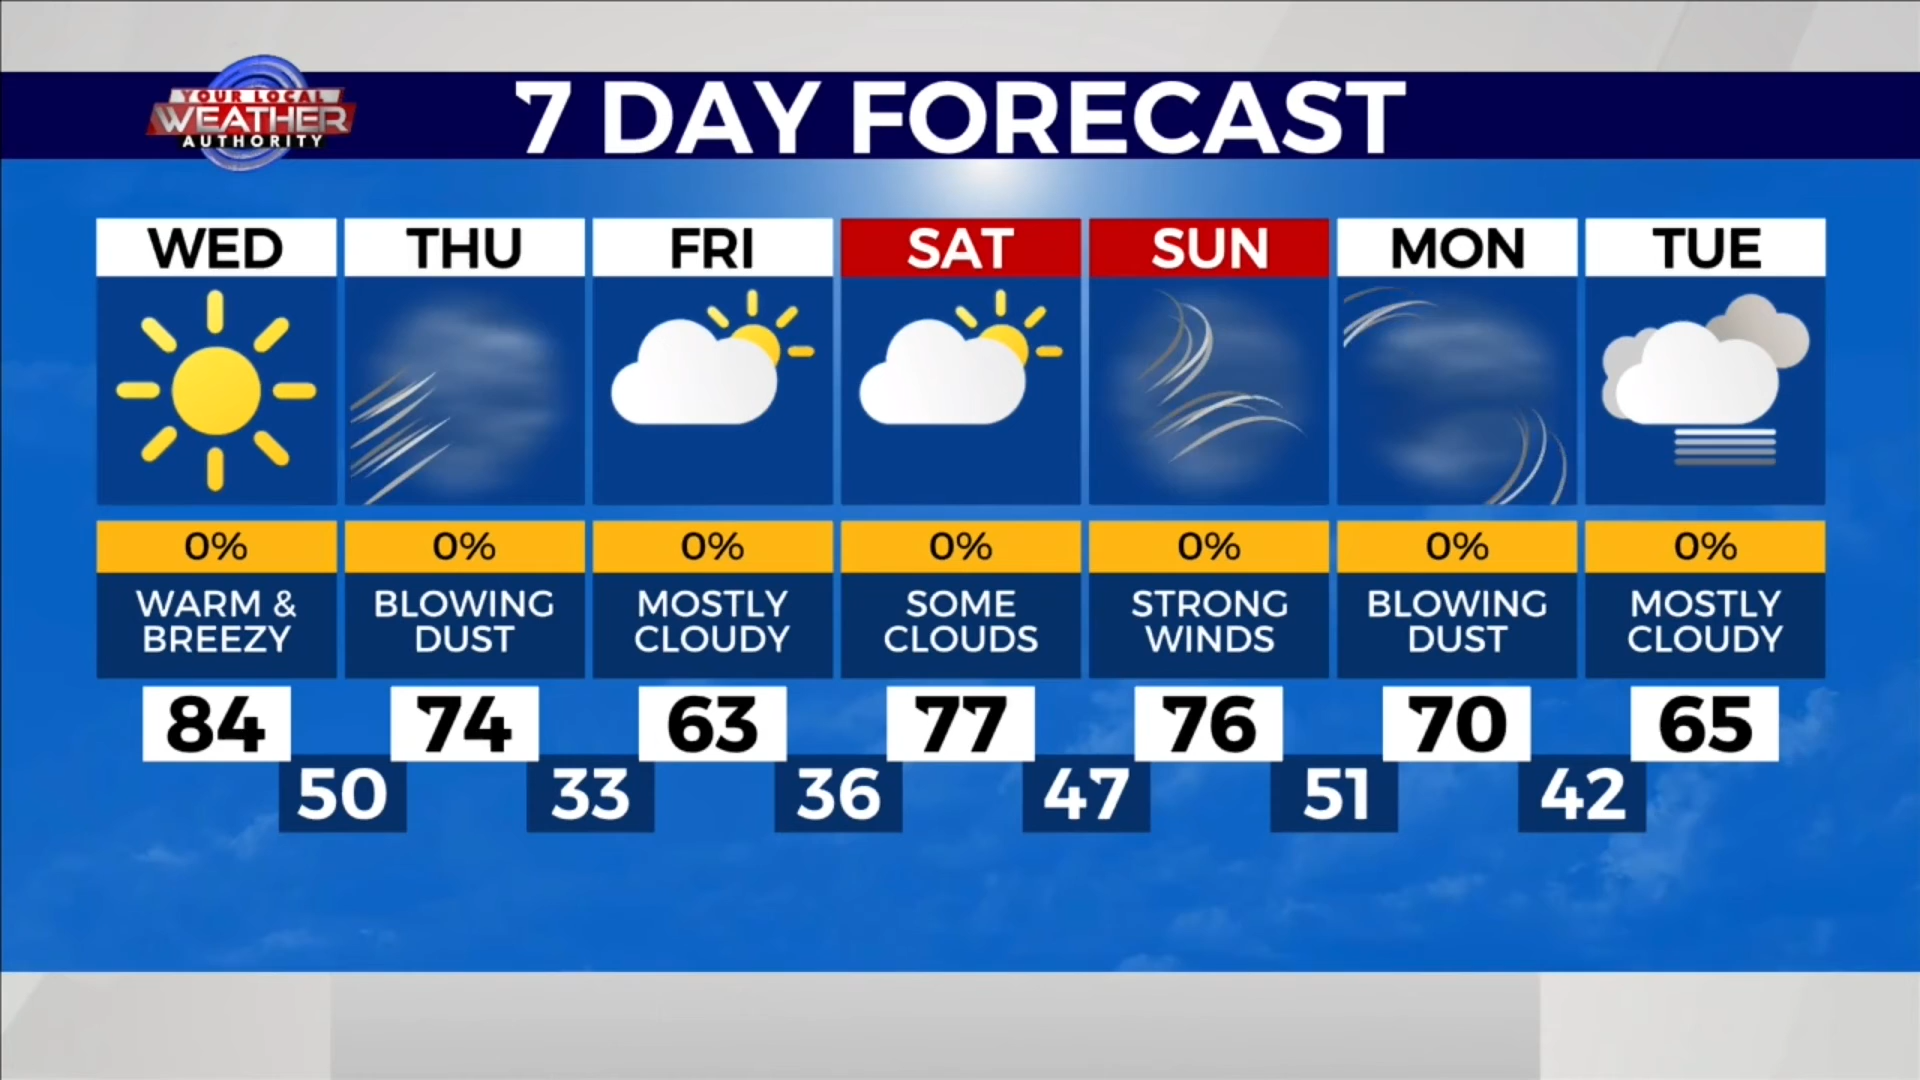 YOUR LOCAL
WEATHER
AUTHORITY
7 DAY FORECAST
WED THU FRI SAT SUN MON TUE
0% 0% 0% 0% 0% 0% 0%
WARM & BLOWING MOSTLY SOME STRONG BLOWING MOSTLY
BREEZY DUST CLOUDY CLOUDS WINDS DUST CLOUDY
84 74 63 77 76 70 65
50 33 36 47 51 42